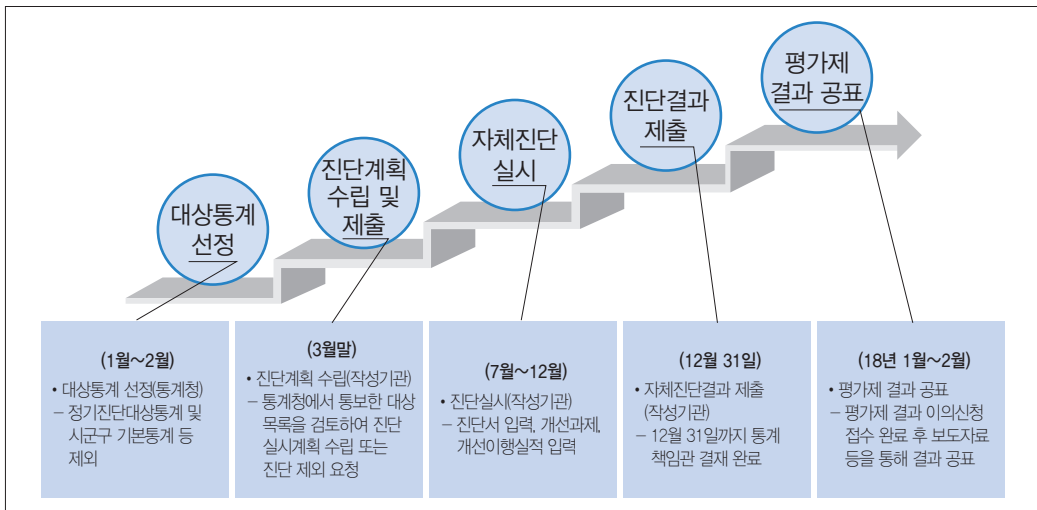 대상통계
선정
진단계획
수립 및
제출
자체진단
실시
진단결과
제출
평가제
결과 공표
(1월~2월)
• 대상통계 선정(통계청)
– 정기진단대상통계 및
시군구 기본통계 등
제외
(3월말)
• 진단계획 수립(작성기관)
– 통계청에서 통보한 대상
목록을 검토하여 진단
실시계획 수립 또는
진단 제외 요청
(7월~12월)
• 진단실시(작성기관)
– 진단서 입력, 개선과제,
개선이행실적 입력
(12월 31일)
• 자체진단결과 제출
(작성기관)
– 12월 31일까지 통계
책임관 결재 완료
(18년 1월~2월)
• 평가제 결과 공표
– 평가제 결과 이의신청
접수 완료 후 보도자료
등을 통해 결과 공표